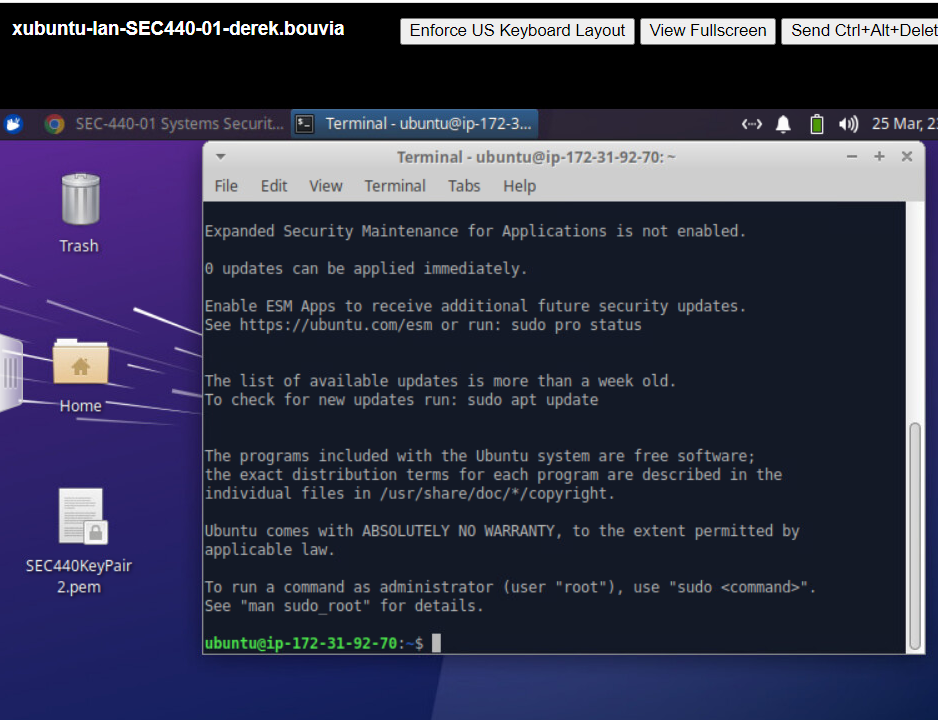 xubuntu-lan-SEC440-01-derek.bouvia
Enforce US Keyboard Layout
View Fullscreen
Send Ctrl+Alt+Delet
SEC-440-01 Systems Securit...
Terminal - ubuntu@ip-172-3...
25 Mar, 2
Terminal - ubuntu@ip-172-31-92-70: ~
File Edit View Terminal Tabs Help
Trash
Home
SEC440KeyPair
2.pem
Expanded Security Maintenance for Applications is not enabled.
0 updates can be applied immediately.
Enable ESM Apps to receive additional future security updates.
See https://ubuntu.com/esm or run: sudo pro status
The list of available updates is more than a week old.
To check for new updates run: sudo apt update
The programs included with the Ubuntu system are free software;
the exact distribution terms for each program are described in the
individual files in /usr/share/doc/*/copyright.
Ubuntu comes with ABSOLUTELY NO WARRANTY, to the extent permitted by
applicable law.
To run a command as administrator (user "root"), use "sudo <command>".
See "man sudo_root" for details.
ubuntu@ip-172-31-92-70:~$